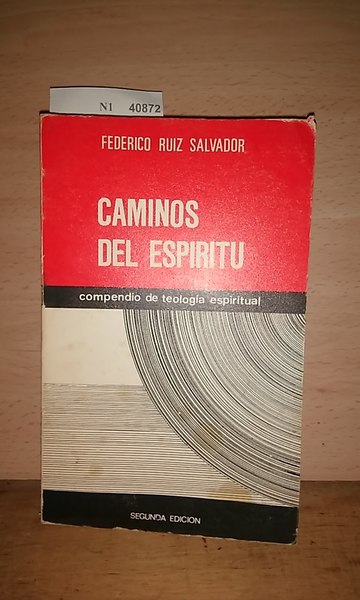 N1 40872
FEDERICO RUIZ SALVADOR
CAMINOS
DEL ESPIRITU
compendio de teología espiritual
SEGUNDA EDICION